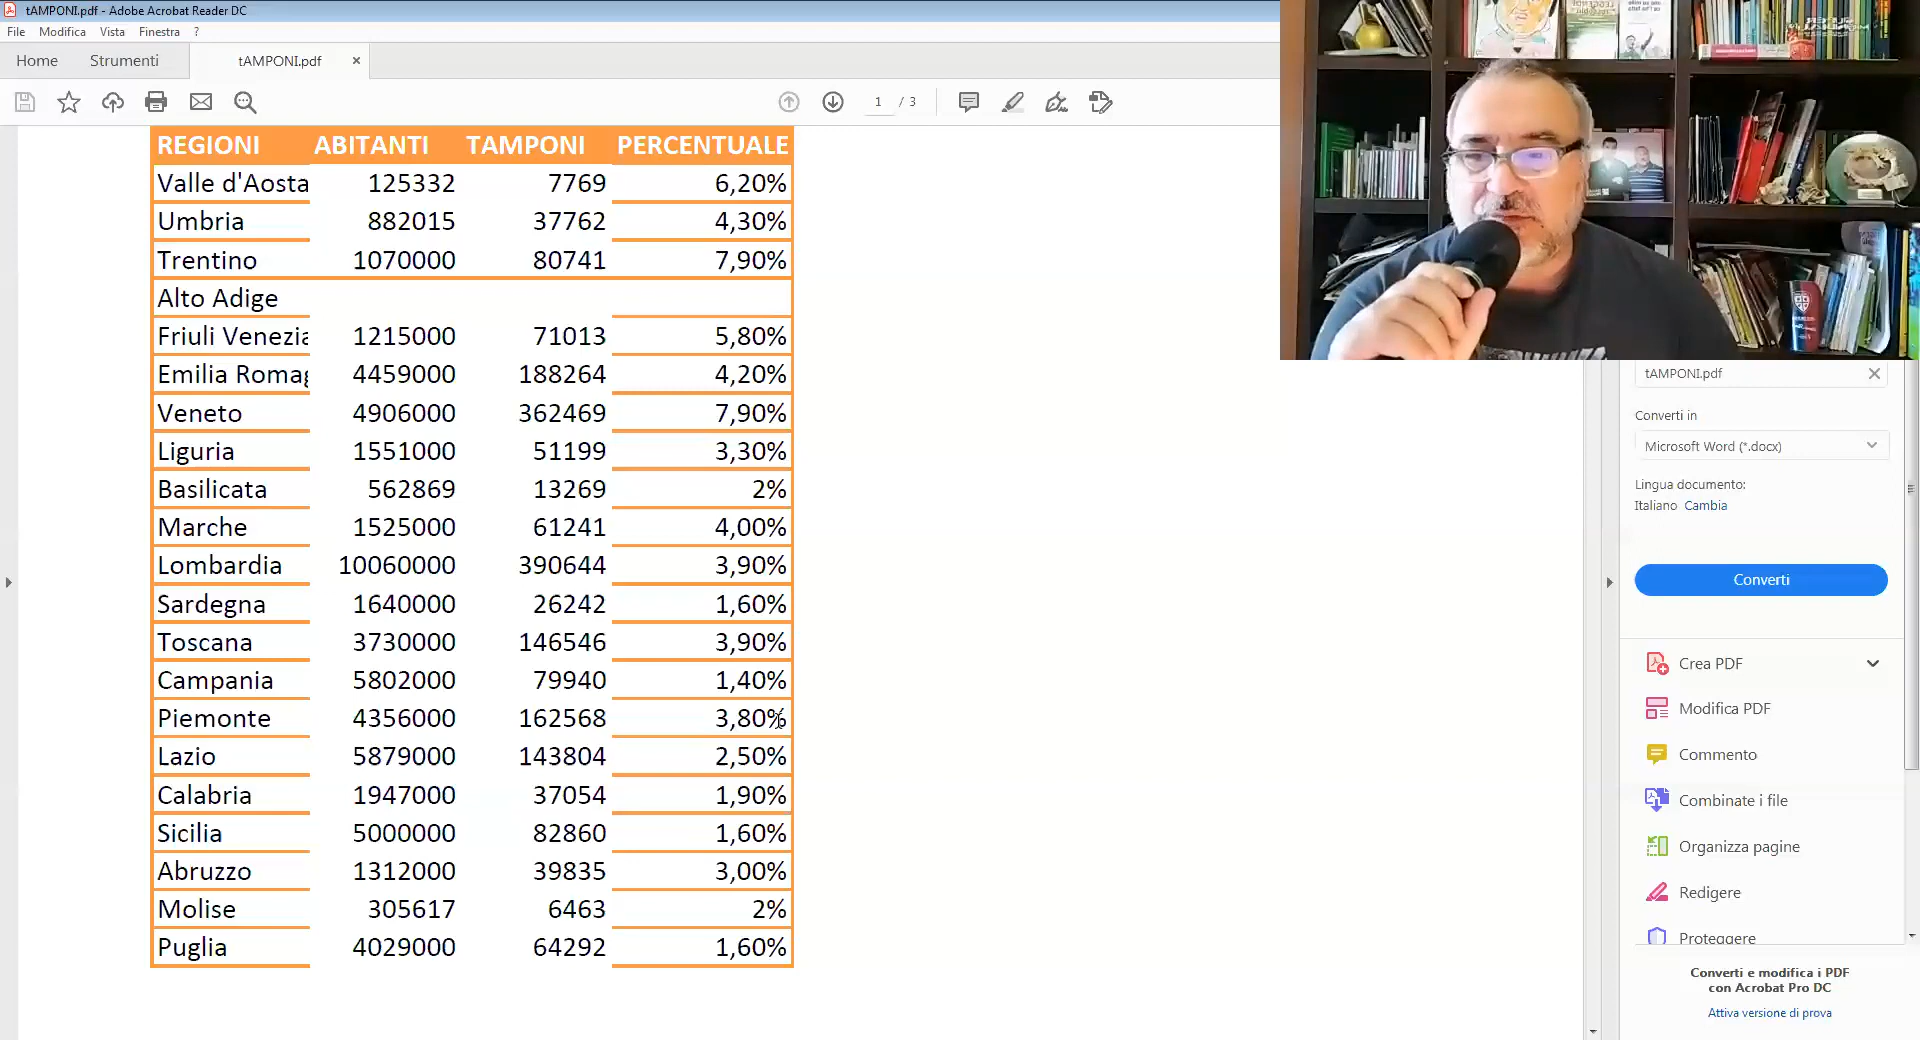 tAMPONI.pdf - Adobe Acrobat Reader DC
File Modifica Vista Finestra ?
Home Strumenti tAMPONI.pdf ×
1 / 3
REGIONI ABITANTI TAMPONI PERCENTUALE
Valle d'Aosta 125332 7769 6,20%
Umbria 882015 37762 4,30%
Trentino 1070000 80741 7,90%
Alto Adige
Friuli Venezia 1215000 71013 5,80%
Emilia Romag 4459000 188264 4,20%
Veneto 4906000 362469 7,90%
Liguria 1551000 51199 3,30%
Basilicata 562869 13269 2%
Marche 1525000 61241 4,00%
Lombardia 10060000 390644 3,90%
Sardegna 1640000 26242 1,60%
Toscana 3730000 146546 3,90%
Campania 5802000 79940 1,40%
Piemonte 4356000 162568 3,80%
Lazio 5879000 143804 2,50%
Calabria 1947000 37054 1,90%
Sicilia 5000000 82860 1,60%
Abruzzo 1312000 39835 3,00%
Molise 305617 6463 2%
Puglia 4029000 64292 1,60%
tAMPONI.pdf
Converti in
Microsoft Word (*.docx)
Lingua documento:
Italiano Cambia
Converti
Crea PDF
Modifica PDF
Commento
Combinate i file
Organizza pagine
Redigere
Proteggere
Converti e modifica i PDF
con Acrobat Pro DC
Attiva versione di prova